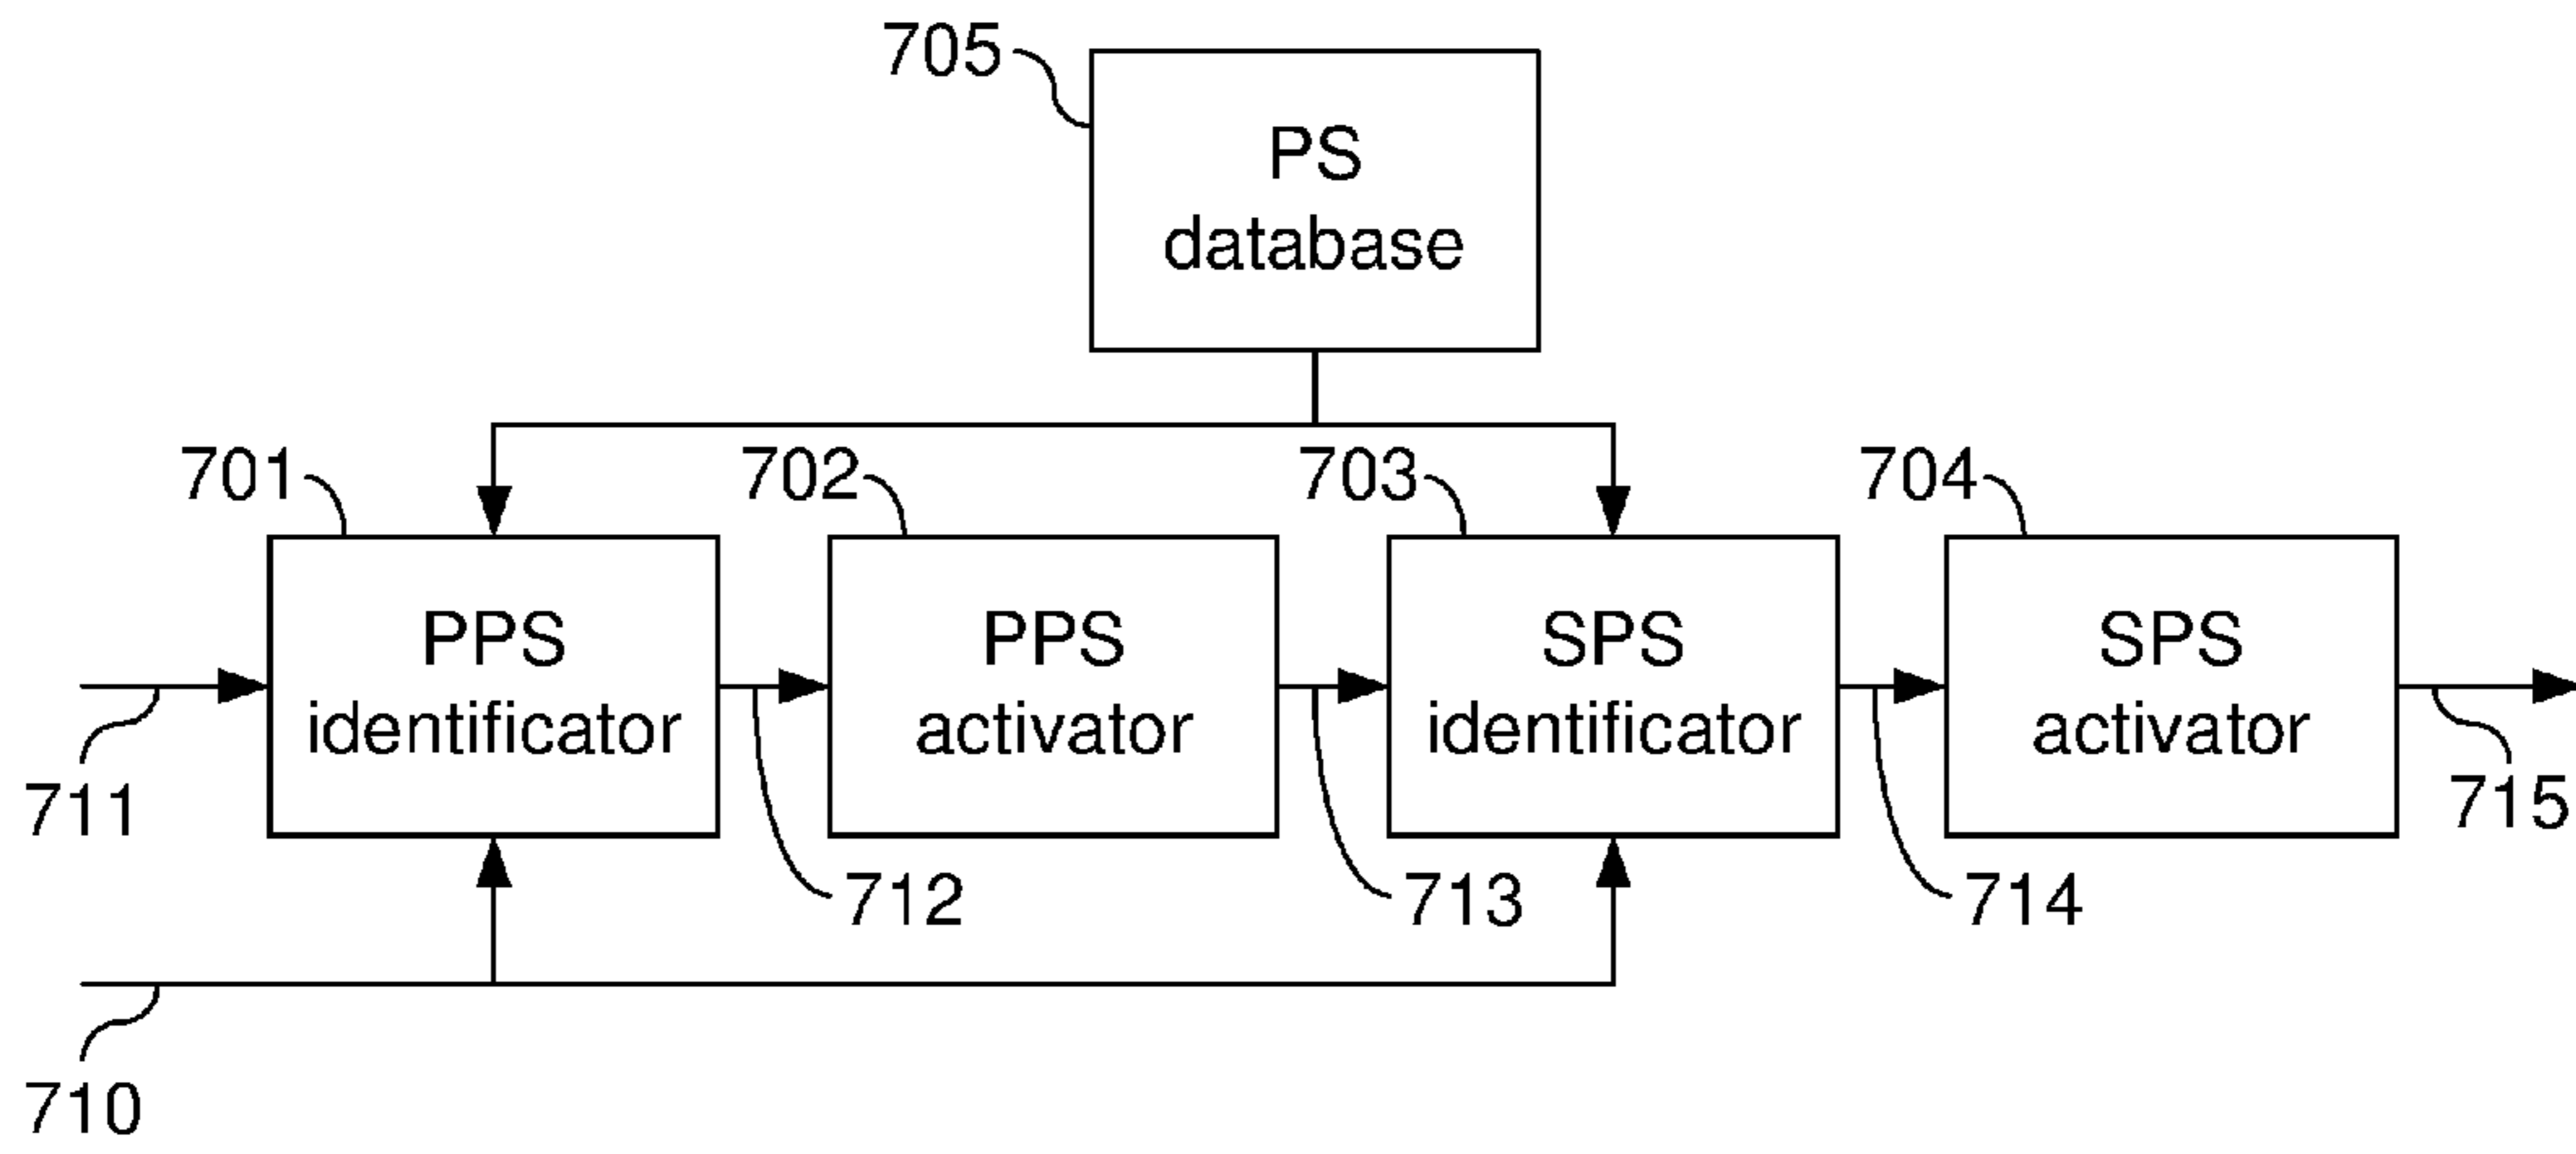 705
PS
database
701
702
703
704
PPS
identificator
PPS
activator
SPS
identificator
SPS
activator
711
712
713
714
715
710